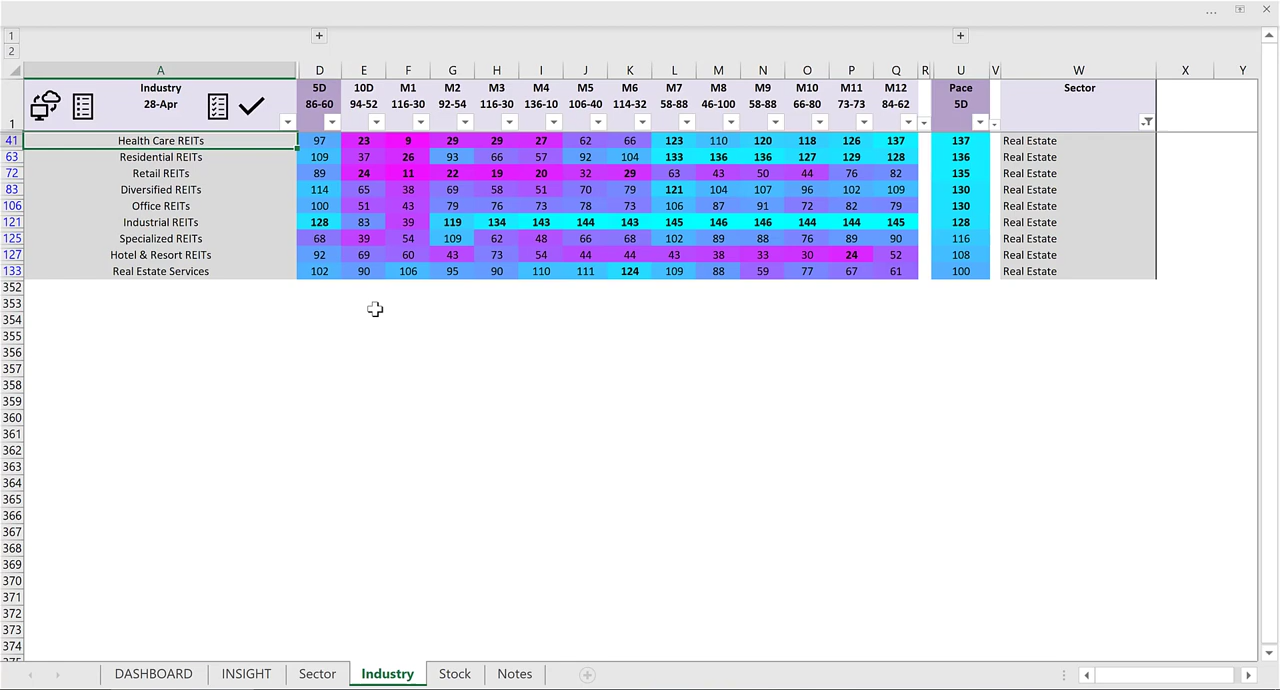 ...
1
2
A D E F G H I J K L M N O P Q R U V W X Y
Industry 5D 10D M1 M2 M3 M4 M5 M6 M7 M8 M9 M10 M11 M12 Pace Sector
28-Apr 86-60 94-52 116-30 92-54 116-30 136-10 106-40 114-32 58-88 46-100 58-88 66-80 73-73 84-62 5D
1
41 Health Care REITs 97 23 9 29 29 27 62 66 123 110 120 118 126 137 137 Real Estate
63 Residential REITs 109 37 26 93 66 57 92 104 133 136 136 127 129 128 136 Real Estate
72 Retail REITs 89 24 11 22 19 20 32 29 63 43 50 44 76 82 135 Real Estate
83 Diversified REITs 114 65 38 69 58 51 70 79 121 104 107 96 102 109 130 Real Estate
106 Office REITs 100 51 43 79 76 73 78 73 106 87 91 72 82 79 130 Real Estate
121 Industrial REITs 128 83 39 119 134 143 144 143 145 146 146 144 144 145 128 Real Estate
125 Specialized REITs 68 39 54 109 62 48 66 68 102 89 88 76 89 90 116 Real Estate
127 Hotel & Resort REITs 92 69 60 43 73 54 44 44 43 38 33 30 24 52 108 Real Estate
133 Real Estate Services 102 90 106 95 90 110 111 124 109 88 59 77 67 61 100 Real Estate
352
353
354
355
356
357
358
359
360
361
362
363
364
365
366
367
368
369
370
371
372
373
374
DASHBOARD INSIGHT Sector Industry Stock Notes